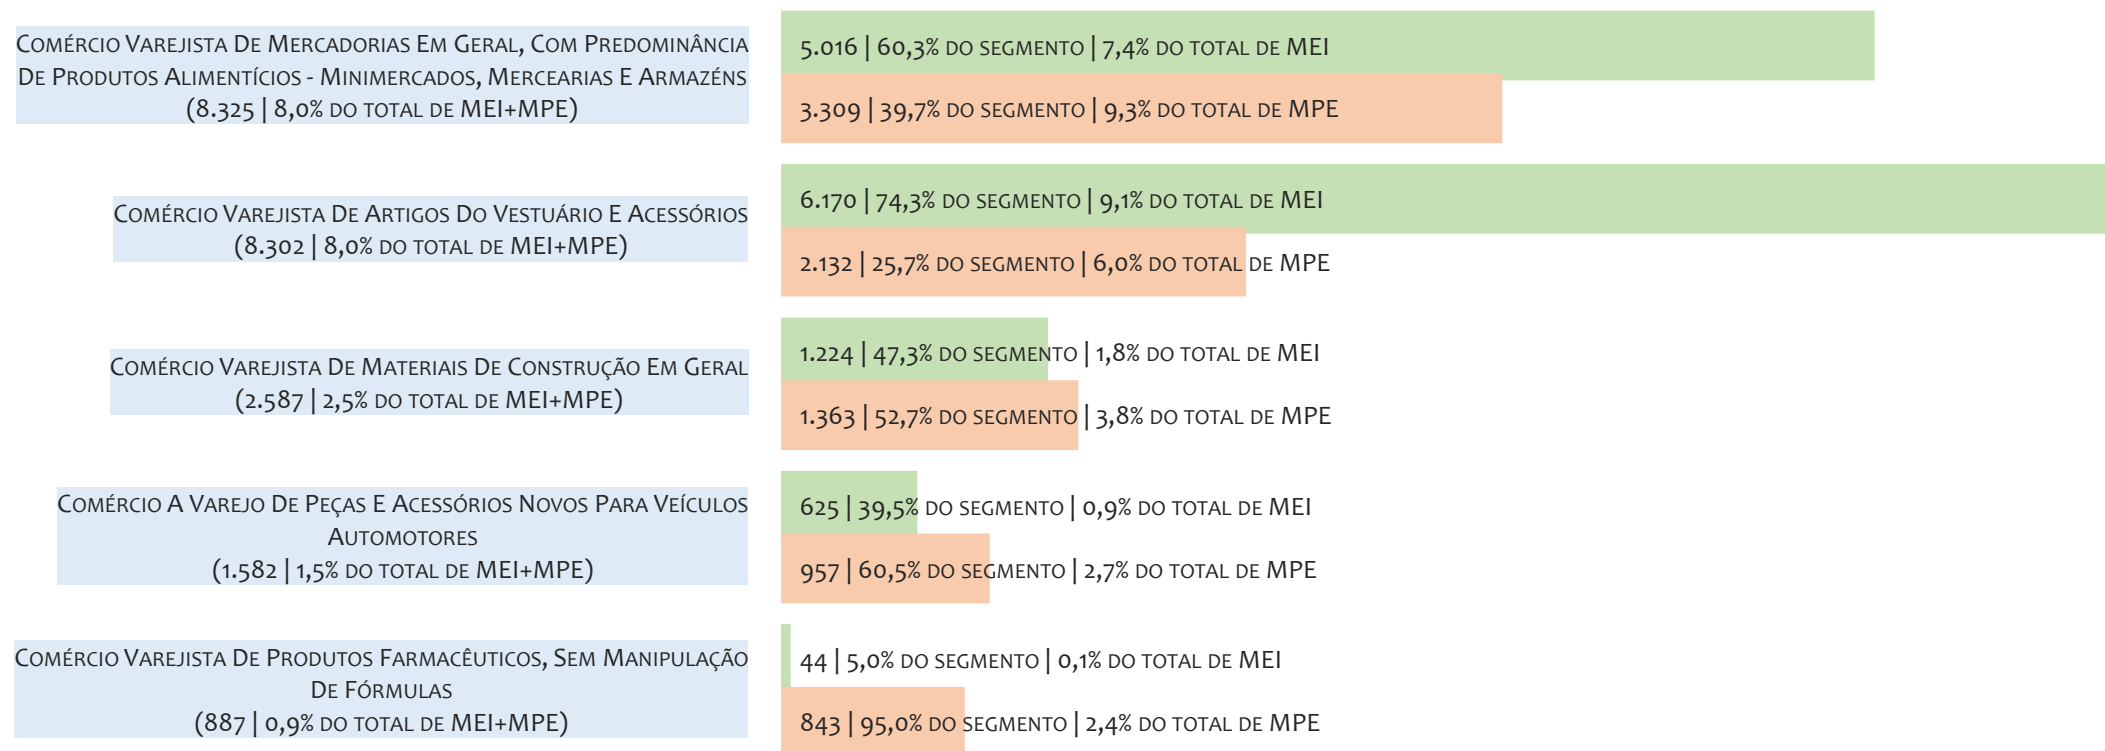 Comércio Varejista De Mercadorias Em Geral, Com Predominância
De Produtos Alimentícios - Minimercados, Mercearias E Armazéns
(8.325 | 8,0% do total de MEI+MPE)
5.016 | 60,3% do segmento | 7,4% do total de MEI
3.309 | 39,7% do segmento | 9,3% do total de MPE
Comércio Varejista De Artigos Do Vestuário E Acessórios
(8.302 | 8,0% do total de MEI+MPE)
6.170 | 74,3% do segmento | 9,1% do total de MEI
2.132 | 25,7% do segmento | 6,0% do total de MPE
Comércio Varejista De Materiais De Construção Em Geral
(2.587 | 2,5% do total de MEI+MPE)
1.224 | 47,3% do segmento | 1,8% do total de MEI
1.363 | 52,7% do segmento | 3,8% do total de MPE
Comércio A Varejo De Peças E Acessórios Novos Para Veículos
Automotores
(1.582 | 1,5% do total de MEI+MPE)
625 | 39,5% do segmento | 0,9% do total de MEI
957 | 60,5% do segmento | 2,7% do total de MPE
Comércio Varejista De Produtos Farmacêuticos, Sem Manipulação
De Fórmulas
(887 | 0,9% do total de MEI+MPE)
44 | 5,0% do segmento | 0,1% do total de MEI
843 | 95,0% do segmento | 2,4% do total de MPE